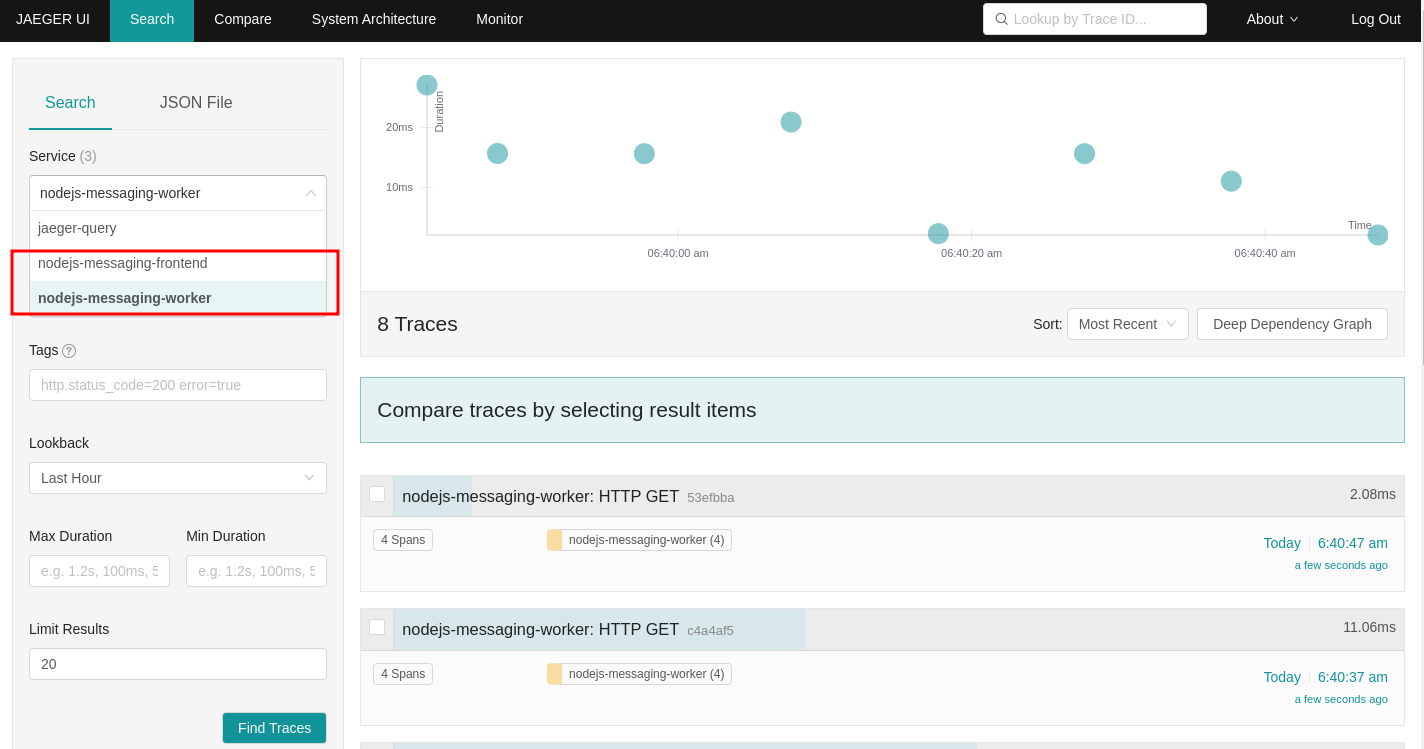 JAEGER UI Search Compare System Architecture Monitor Lookup by Trace ID... About Log Out
Search JSON File
Service (3)
nodejs-messaging-worker
jaeger-query
nodejs-messaging-frontend
nodejs-messaging-worker
Tags ?
http.status_code=200 error=true
Lookback
Last Hour
Max Duration Min Duration
e.g. 1.2s, 100ms, 5 e.g. 1.2s, 100ms, 5
Limit Results
20
Find Traces
Duration
20ms
10ms
Time
06:40:00 am 06:40:20 am 06:40:40 am
8 Traces Sort: Most Recent Deep Dependency Graph
Compare traces by selecting result items
nodejs-messaging-worker: HTTP GET 53efbba 2.08ms
4 Spans nodejs-messaging-worker (4) Today 6:40:47 am
a few seconds ago
nodejs-messaging-worker: HTTP GET c4a4af5 11.06ms
4 Spans nodejs-messaging-worker (4) Today 6:40:37 am
a few seconds ago